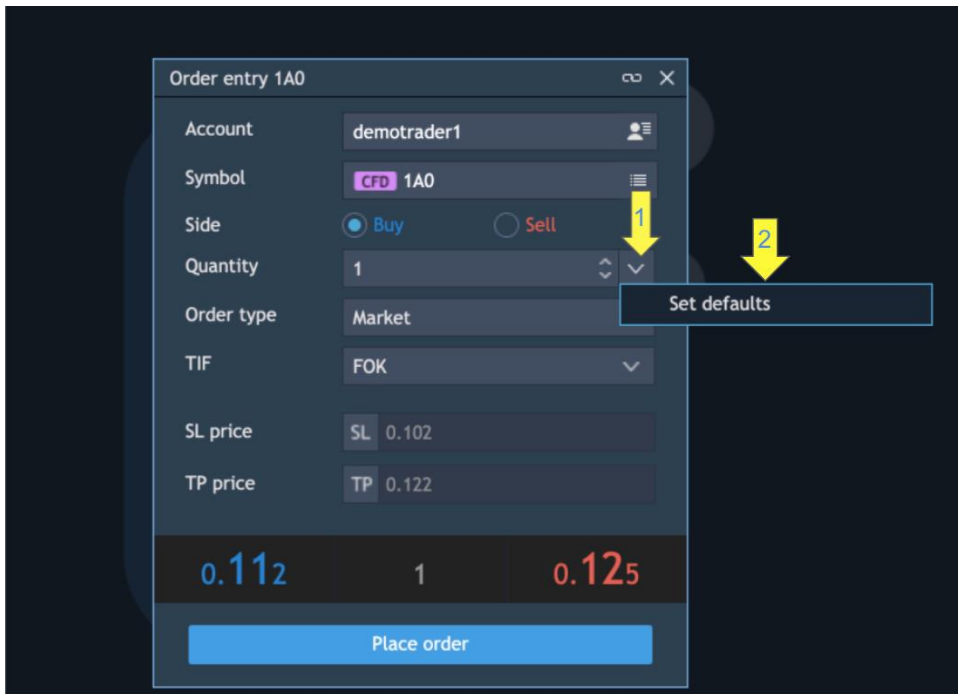 Order entry 1A0
Account demotrader1
Symbol CFD 1A0
Side Buy Sell 1
Quantity 1
2
Set defaults
Order type Market
TIF FOK
SL price SL 0.102
TP price TP 0.122
0.112 1 0.125
Place order